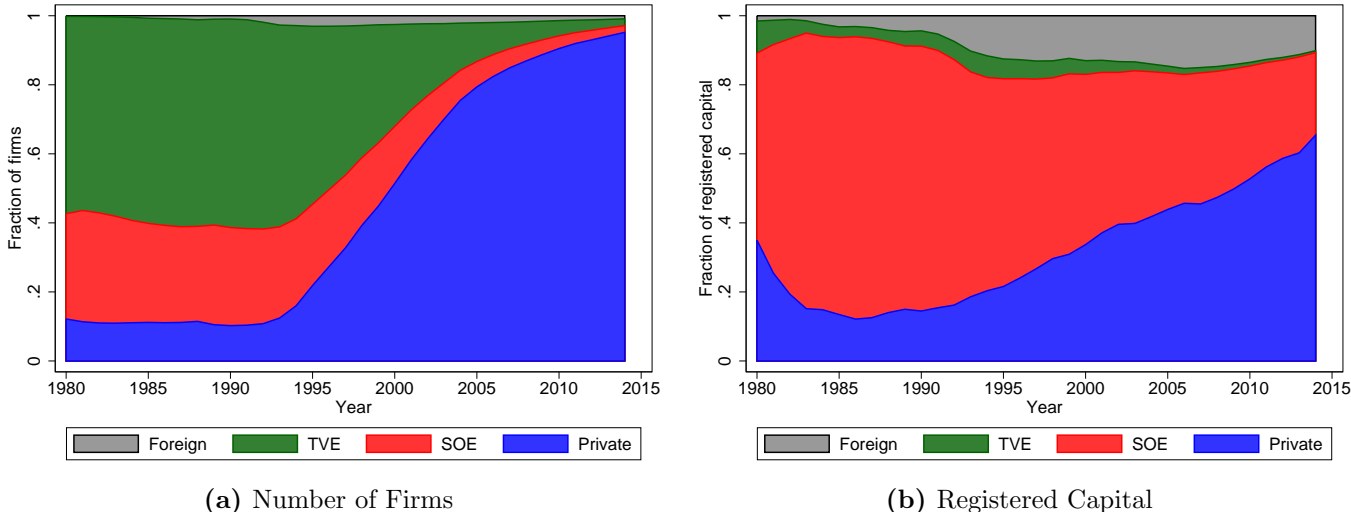 Fraction of firms
0 .2 .4 .6 .8 1
1980 1985 1990 1995 2000 2005 2010 2015
Year
Foreign TVE SOE Private
(a) Number of Firms
Fraction of registered capital
0 .2 .4 .6 .8 1
1980 1985 1990 1995 2000 2005 2010 2015
Year
Foreign TVE SOE Private
(b) Registered Capital